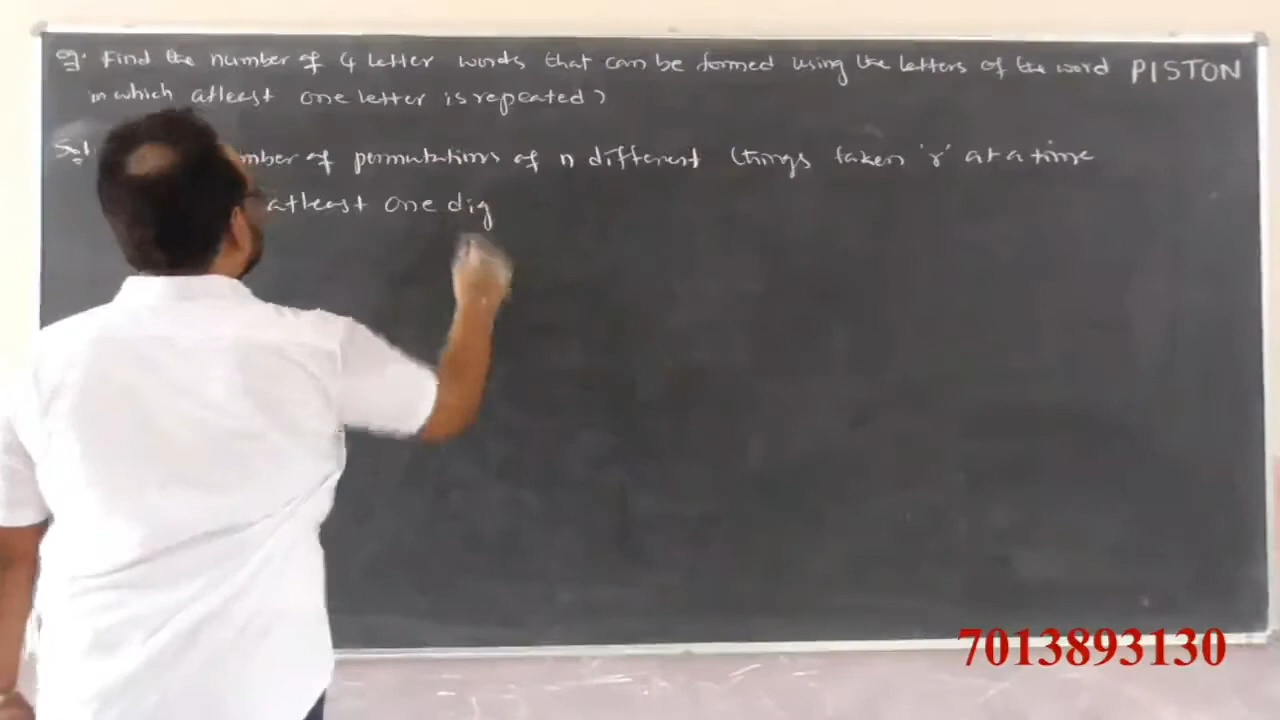 eg: Find the number of 4 letter words that can be formed using the letters of the word PISTON
in which atleast one letter is repeated?
Sol: mber of permutations of n different things taken 'r' at a time
atleast one dig
7013893130